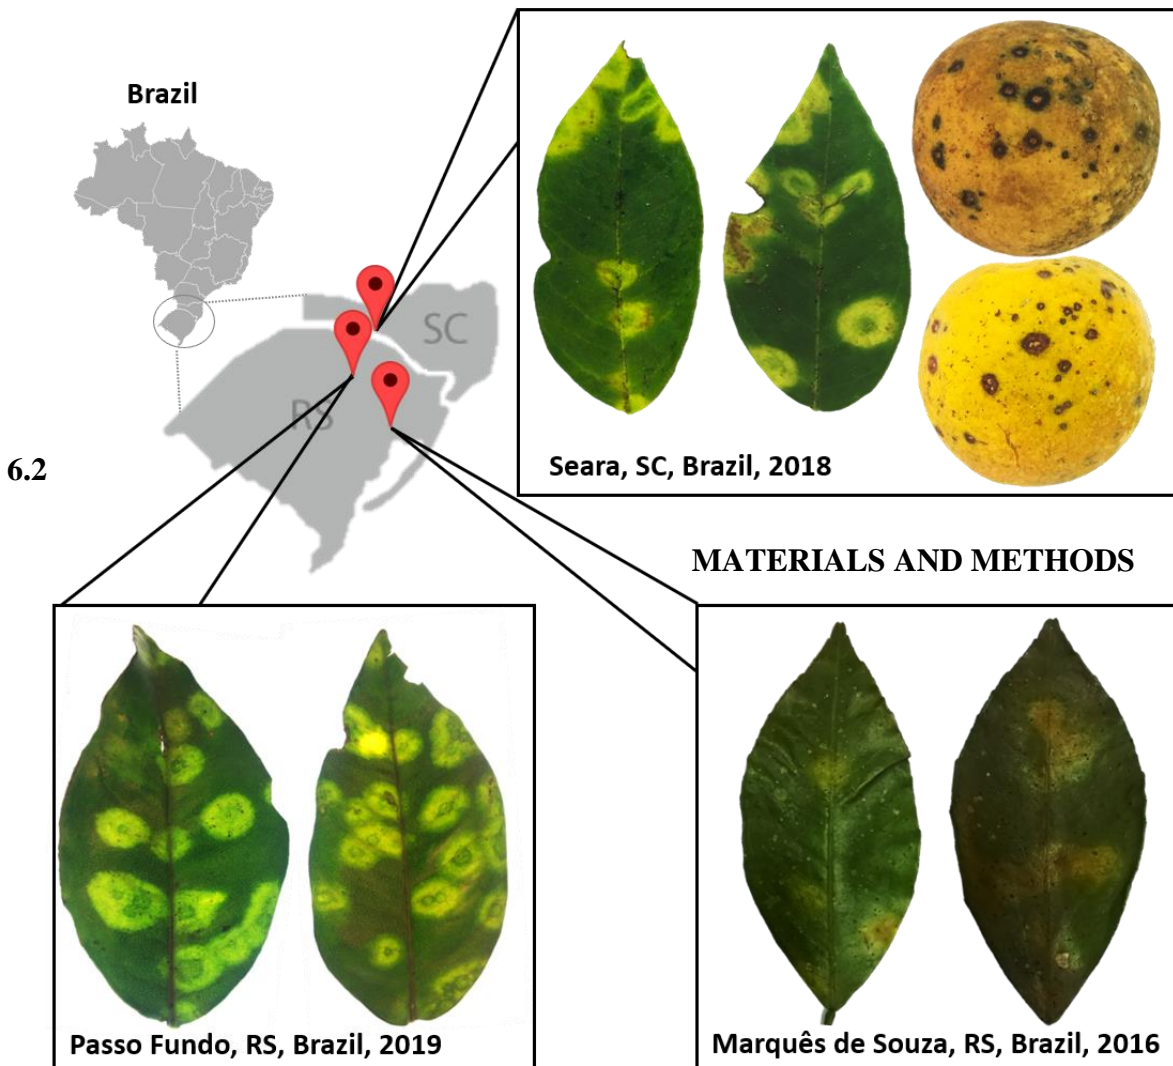 Brazil
SC
RS
6.2
Seara, SC, Brazil, 2018
MATERIALS AND METHODS
Passo Fundo, RS, Brazil, 2019
Marquês de Souza, RS, Brazil, 2016